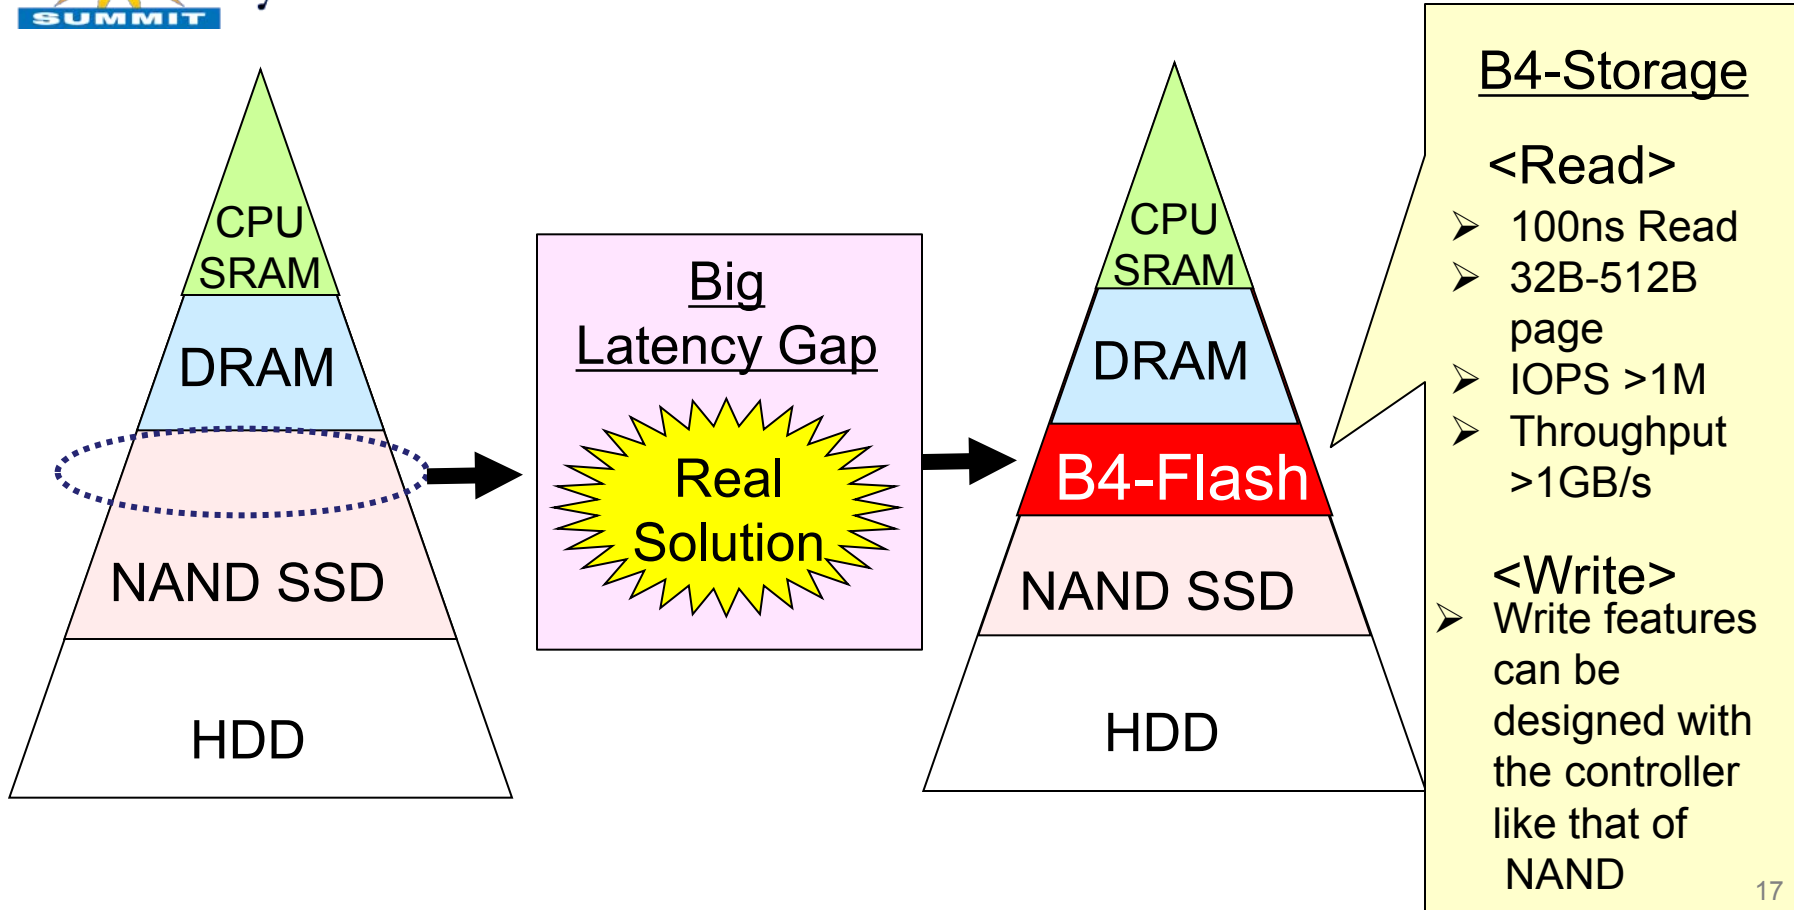 SUMMIT
CPU
SRAM
DRAM
NAND SSD
HDD
Big
Latency Gap
Real
Solution
CPU
SRAM
DRAM
B4-Flash
NAND SSD
HDD
B4-Storage
<Read>
➢ 100ns Read
➢ 32B-512B
page
➢ IOPS >1M
➢ Throughput
>1GB/s
<Write>
➢ Write features
can be
designed with
the controller
like that of
NAND
17